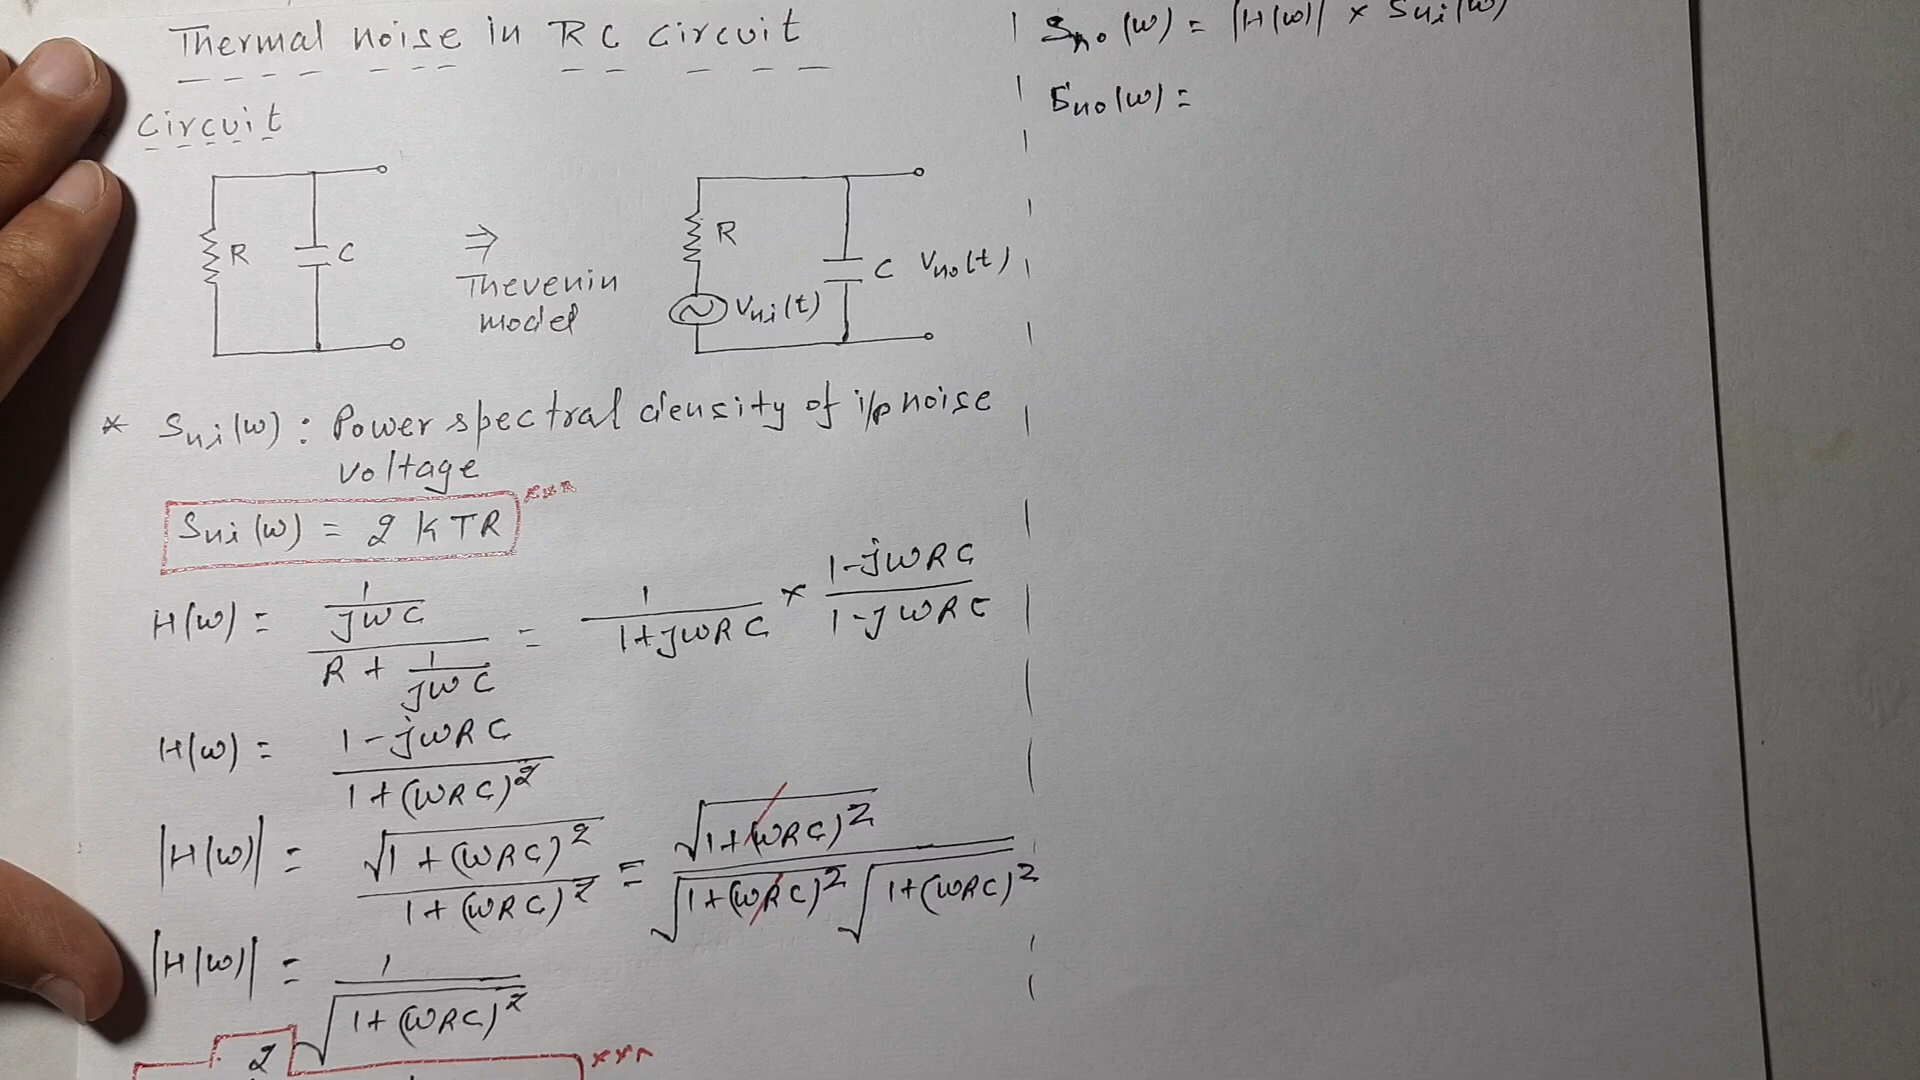 Thermal noise in RC circuit
* Circuit
R C
⇒
Thevenin
model
R
C Vno(t)
Vni(t)
* Sni(ω) : Power spectral density of i/p noise
voltage
Sni(ω) = 2KTR ***
H(ω) = (1/jωC) / (R + 1/jωC) = 1/(1+jωRC) × (1-jωRC)/(1-jωRC)
H(ω) = (1-jωRC) / (1+(ωRC)²)
|H(ω)| = √(1+(ωRC)²) / (1+(ωRC)²) = √(1+(ωRC)²) / (√(1+(ωRC)²) √(1+(ωRC)²))
|H(ω)| = 1 / √(1+(ωRC)²)
2 ***
Sno(ω) = |H(ω)| × Sni(ω)
Sno(ω) =